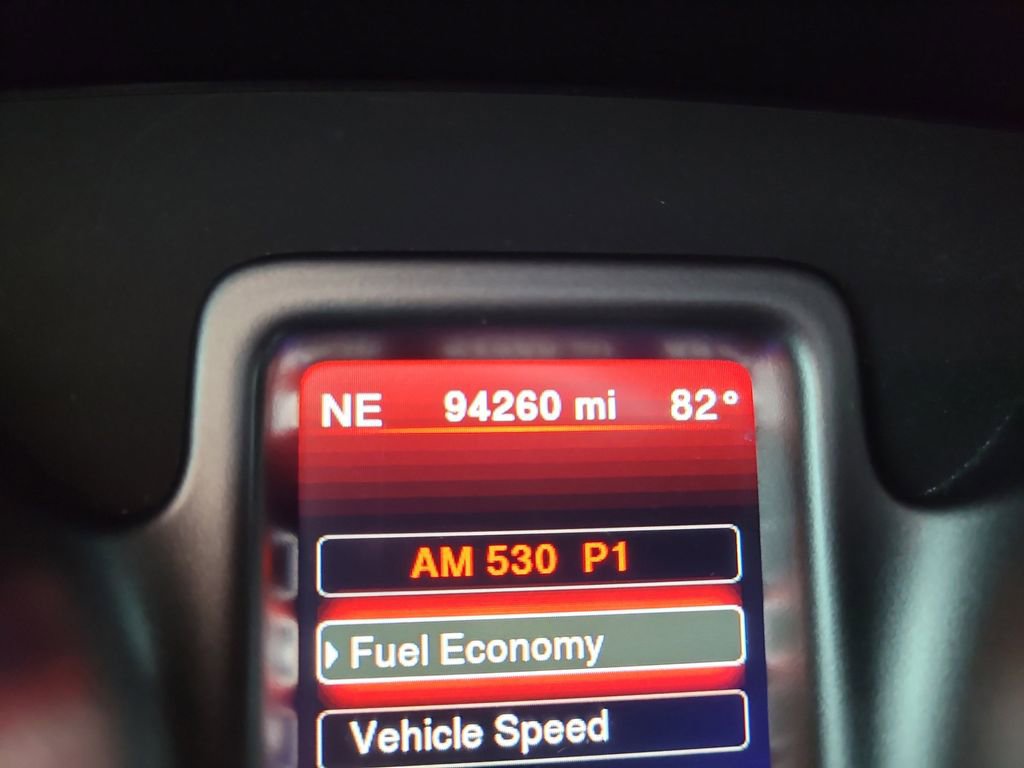 NE 94260 mi 82°
AM 530 P1
Fuel Economy
Vehicle Speed